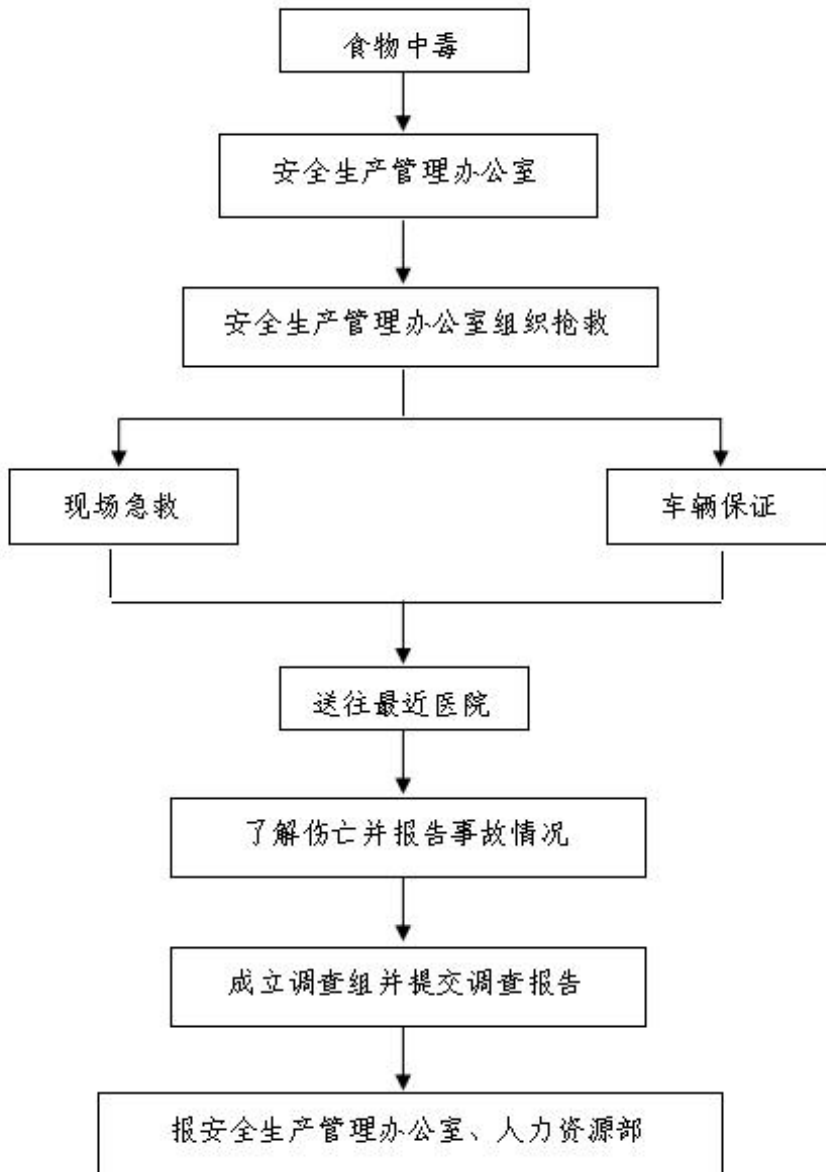 食物中毒
安全生产管理办公室
安全生产管理办公室组织抢救
现场急救
车辆保证
送往最近医院
了解伤亡并报告事故情况
成立调查组并提交调查报告
报安全生产管理办公室、人力资源部